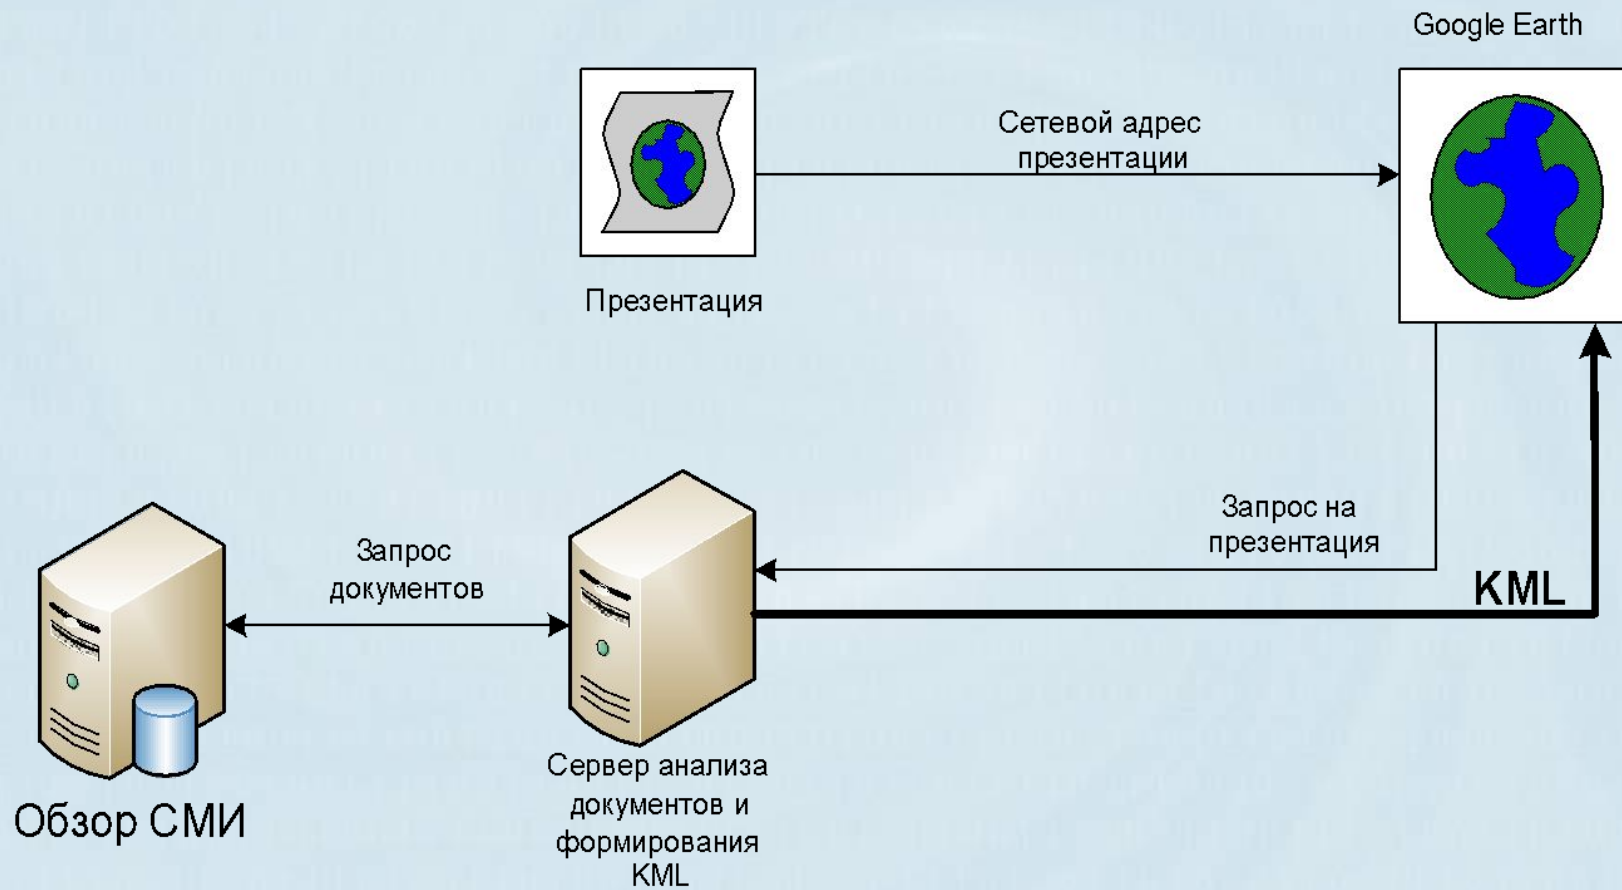 Google Earth
Сетевой адрес
презентации
Презентация
Запрос на
презентация
KML
Запрос
документов
Обзор СМИ
Сервер анализа
документов и
формирования
KML